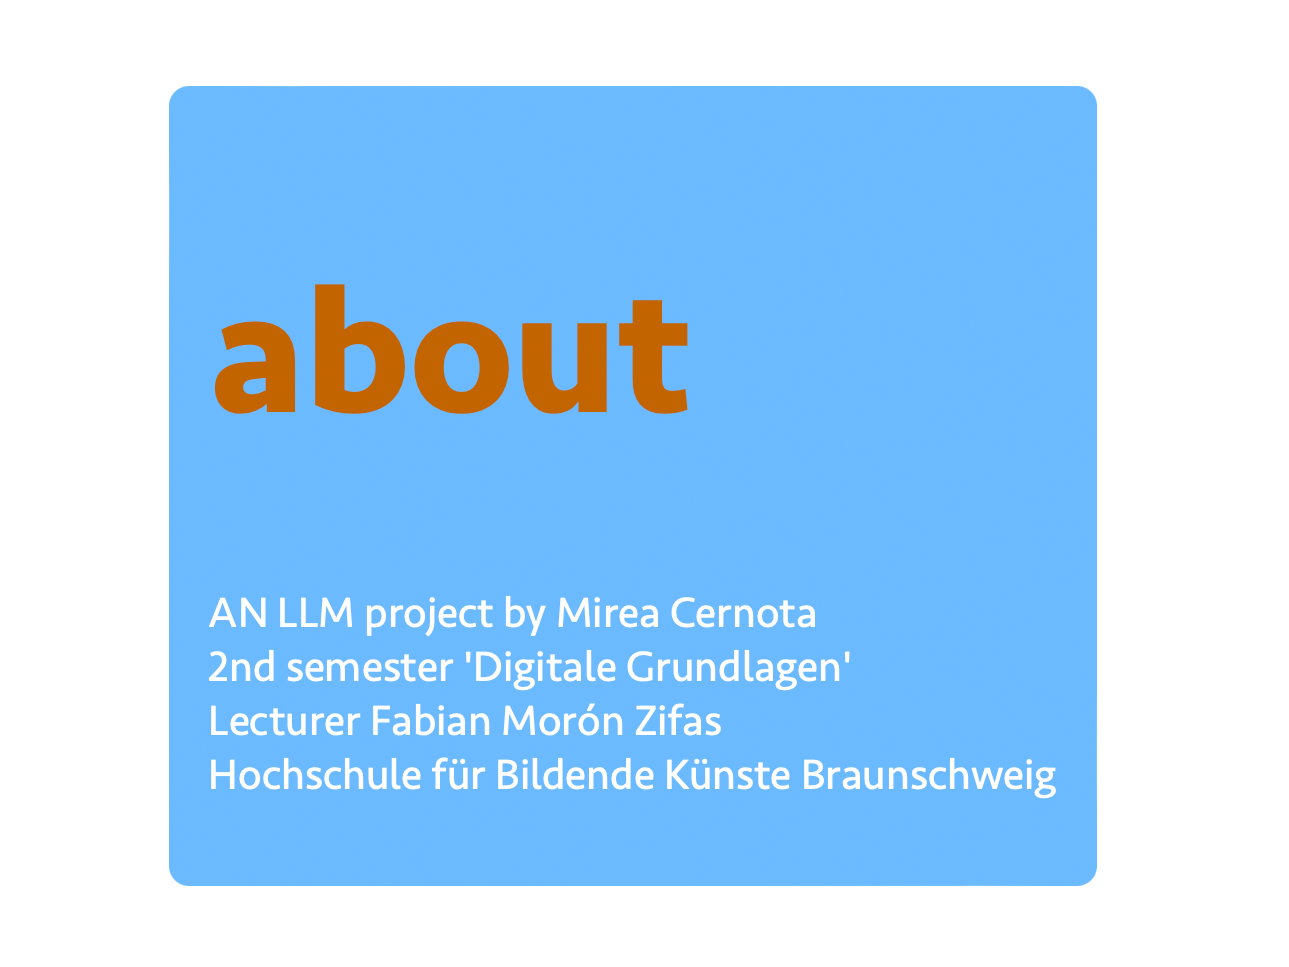 about
AN LLM project by Mirea Cernota
2nd semester 'Digitale Grundlagen'
Lecturer Fabian Morón Zifas
Hochschule für Bildende Künste Braunschweig